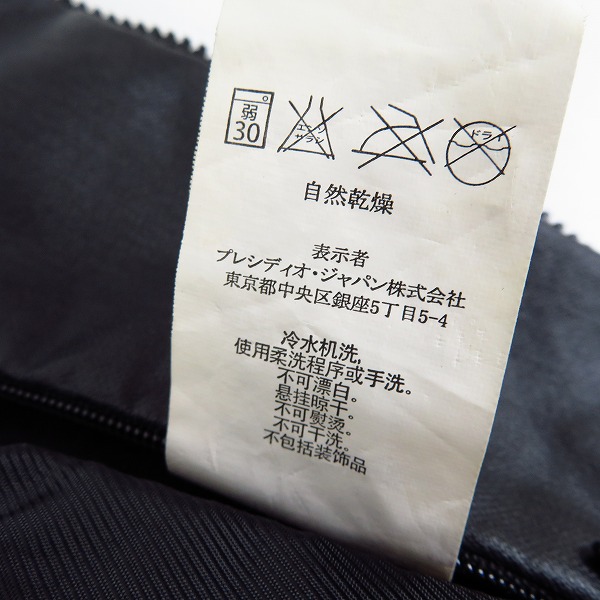 弱
30
エンソ
サラシ
ドライ
自然乾燥
表示者
プレシディオ・ジャパン株式会社
東京都中央区銀座5丁目5-4
冷水机洗,
使用柔洗程序或手洗。
不可漂白。
悬挂晾干。
不可熨烫。
不可干洗。
不包括装饰品